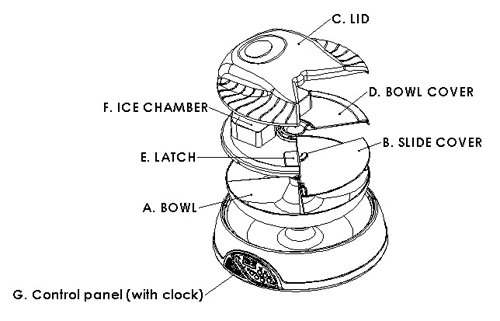 C. LID
D. BOWL COVER
F. ICE CHAMBER
B. SLIDE COVER
E. LATCH
A. BOWL
G. Control panel (with clock)